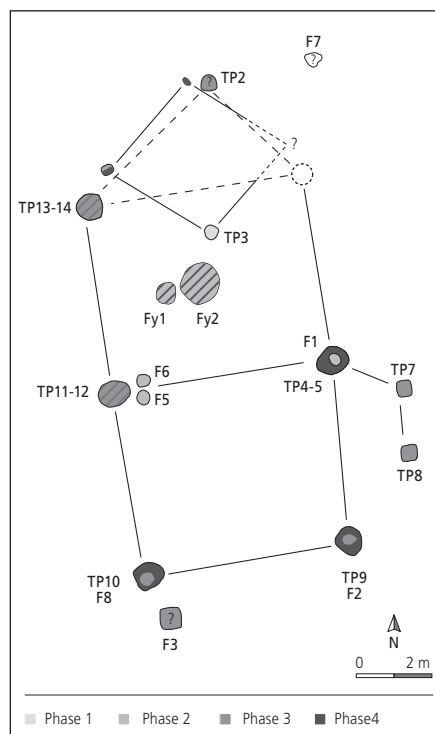 F7
?
TP2
?
?
TP13-14
TP3
Fy1
Fy2
F1
F6
TP7
TP11-12
F5
TP4-5
TP8
TP10
TP9
F8
F2
?
F3
N
0 2 m
Phase 1 Phase 2 Phase 3 Phase4